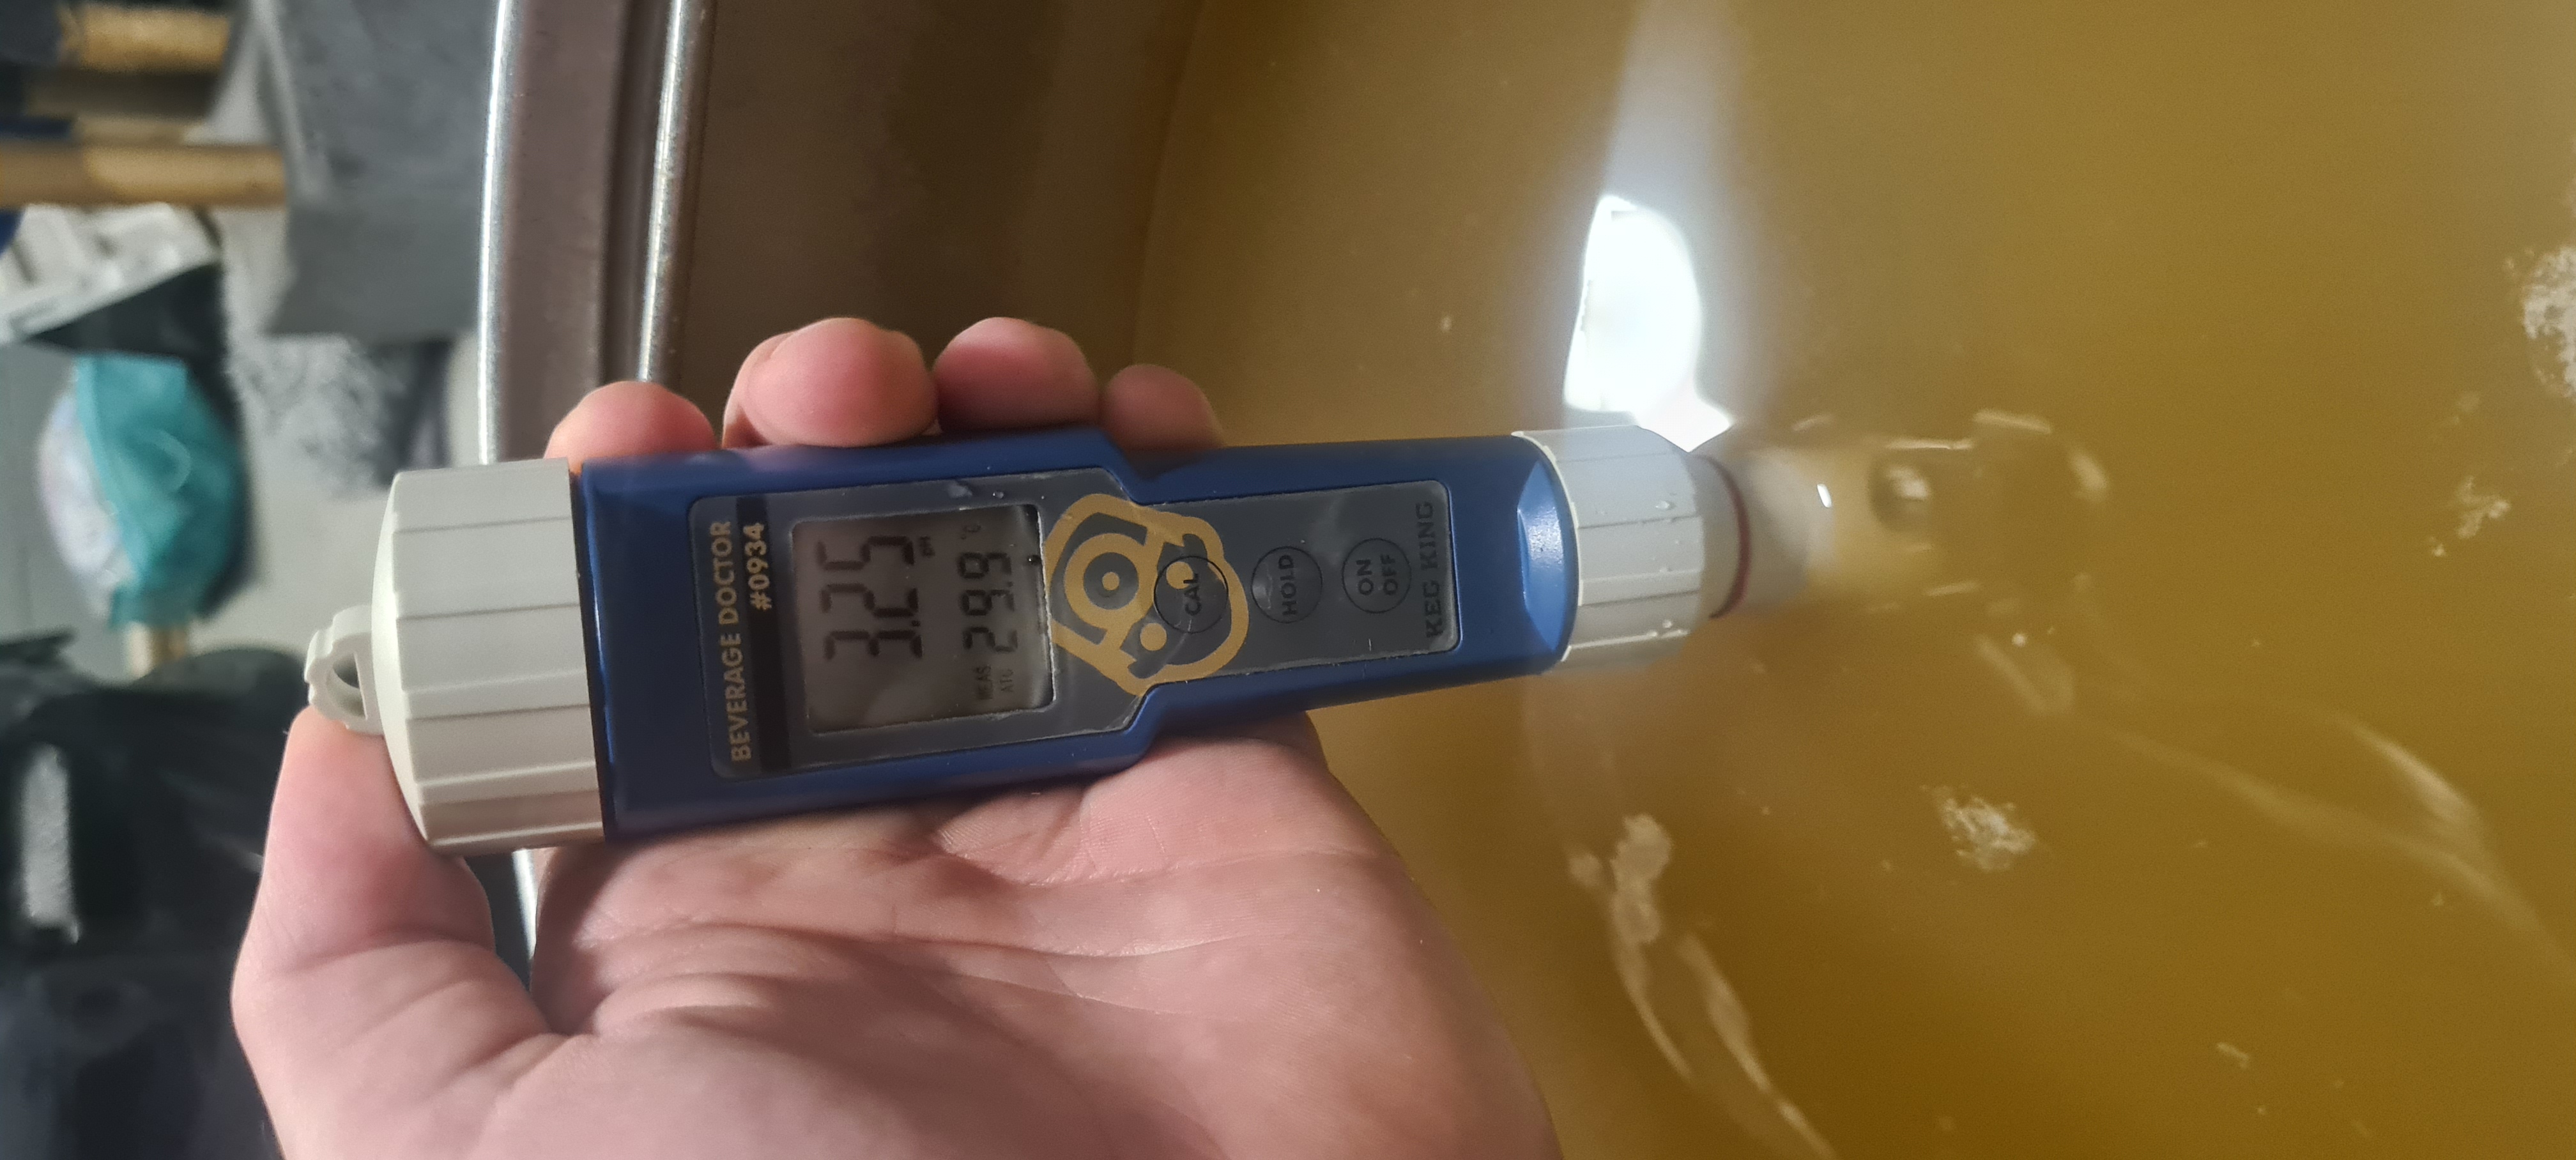 BEVERAGE DOCTOR
#0934
3.25
pH
MEAS 29.9 °C
ATC
CAL
HOLD
ON
OFF
KEG KING